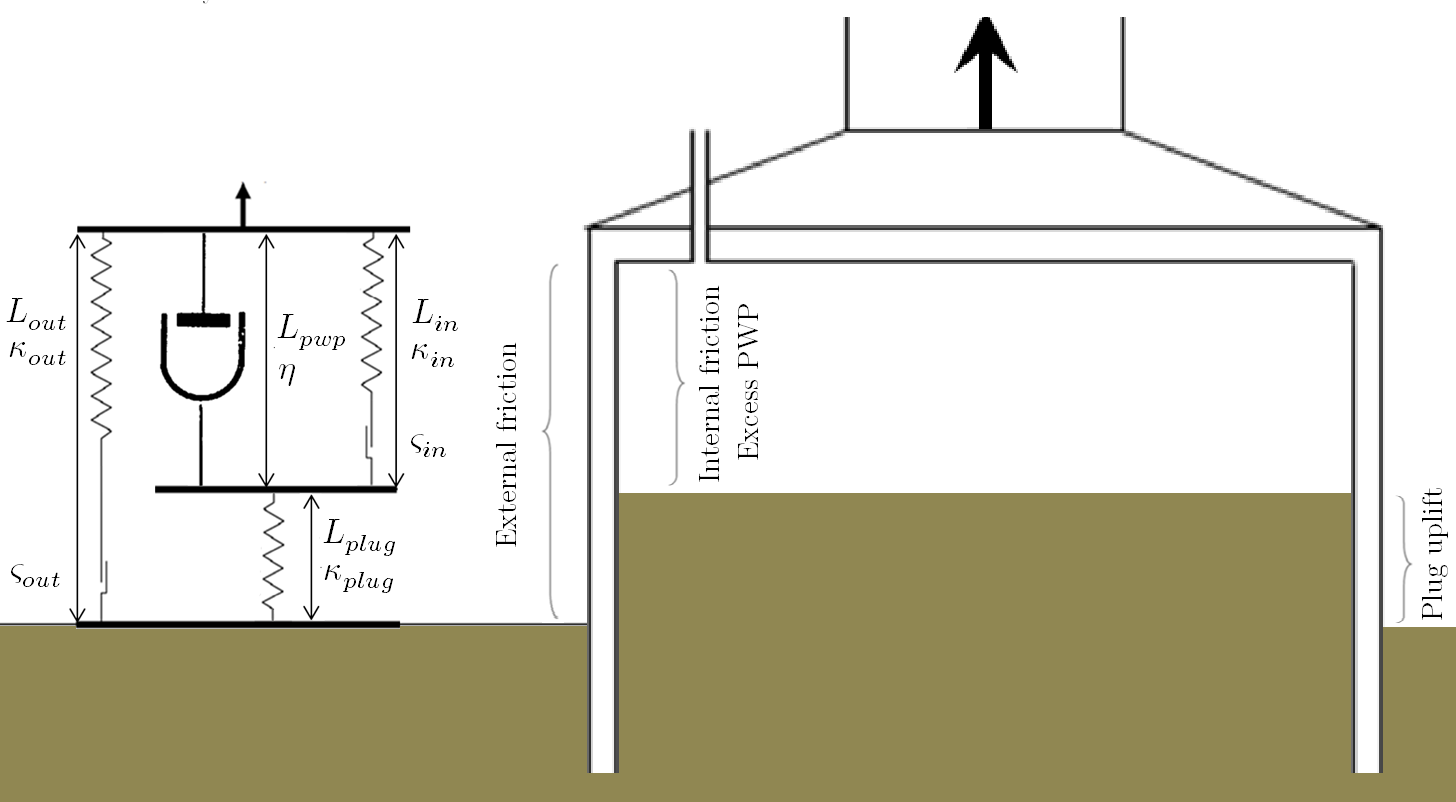 L_out
κ_out
ς_out
L_pwp
η
L_in
κ_in
ς_in
L_plug
κ_plug
External friction
Internal friction
Excess PWP
Plug uplift